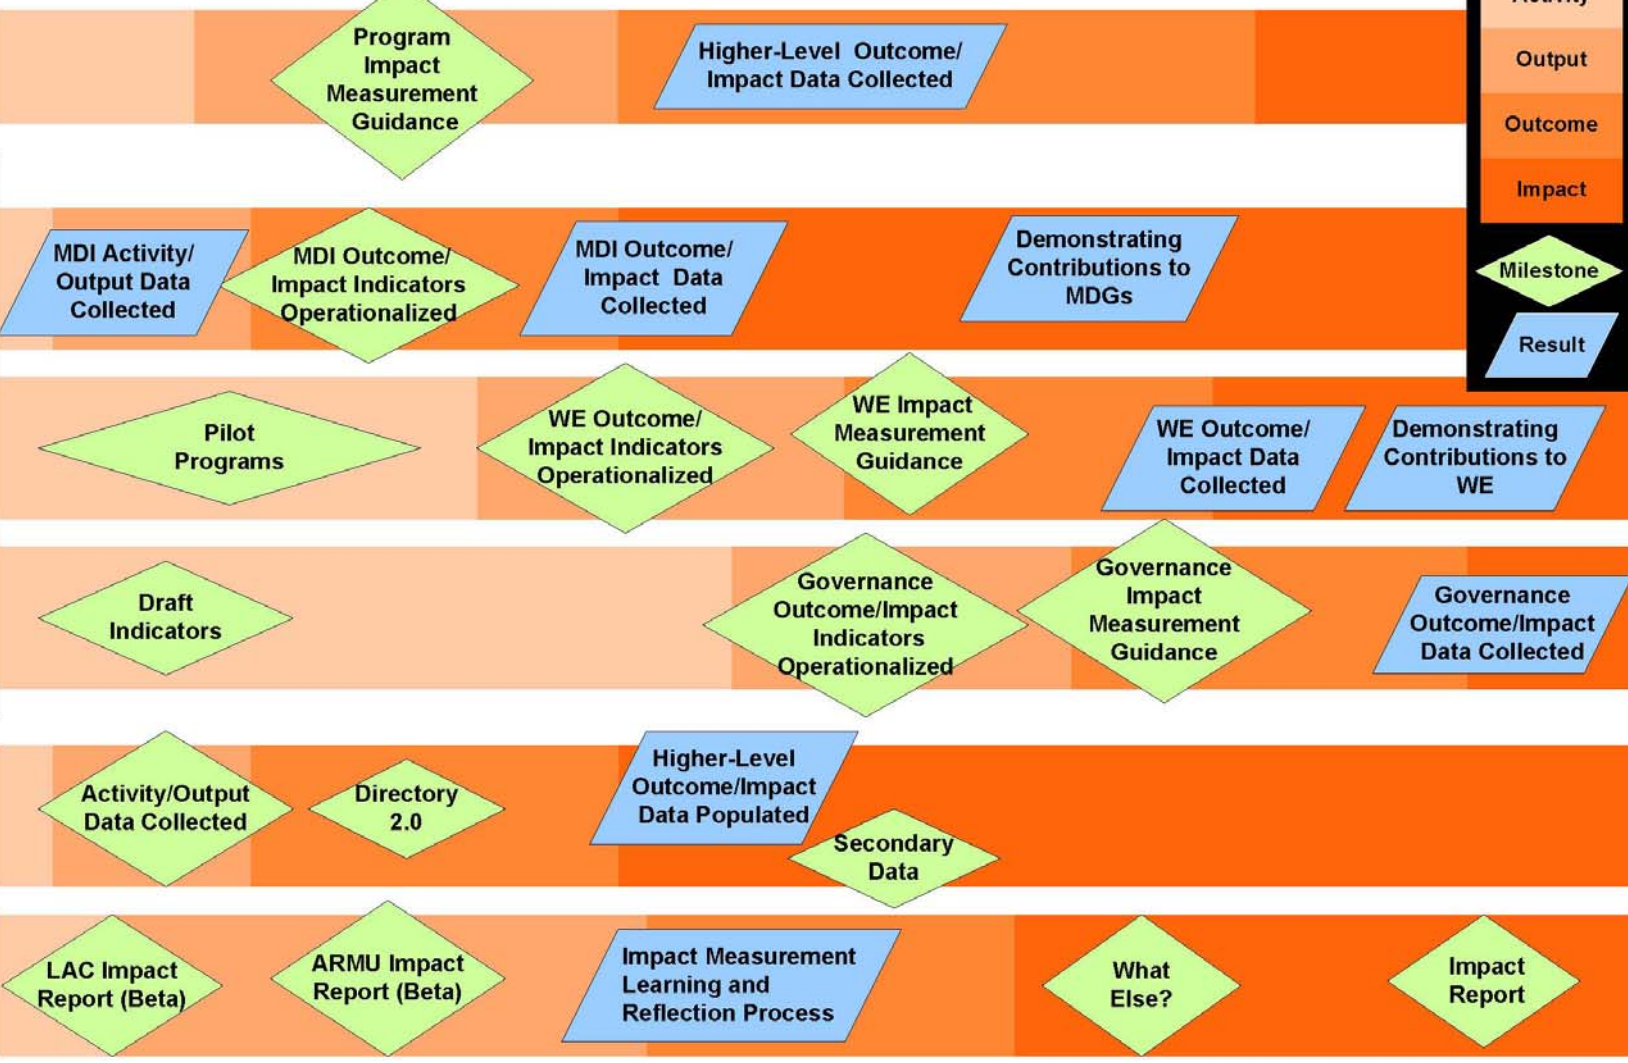 Program
Impact
Measurement
Guidance
Higher-Level Outcome/
Impact Data Collected
Activity
Output
Outcome
Impact
Milestone
Result
MDI Activity/
Output Data
Collected
MDI Outcome/
Impact Indicators
Operationalized
MDI Outcome/
Impact Data
Collected
Demonstrating
Contributions to
MDGs
Pilot
Programs
WE Outcome/
Impact Indicators
Operationalized
WE Impact
Measurement
Guidance
WE Outcome/
Impact Data
Collected
Demonstrating
Contributions to
WE
Draft
Indicators
Governance
Outcome/Impact
Indicators
Operationalized
Governance
Impact
Measurement
Guidance
Governance
Outcome/Impact
Data Collected
Activity/Output
Data Collected
Directory
2.0
Higher-Level
Outcome/Impact
Data Populated
Secondary
Data
LAC Impact
Report (Beta)
ARMU Impact
Report (Beta)
Impact Measurement
Learning and
Reflection Process
What
Else?
Impact
Report